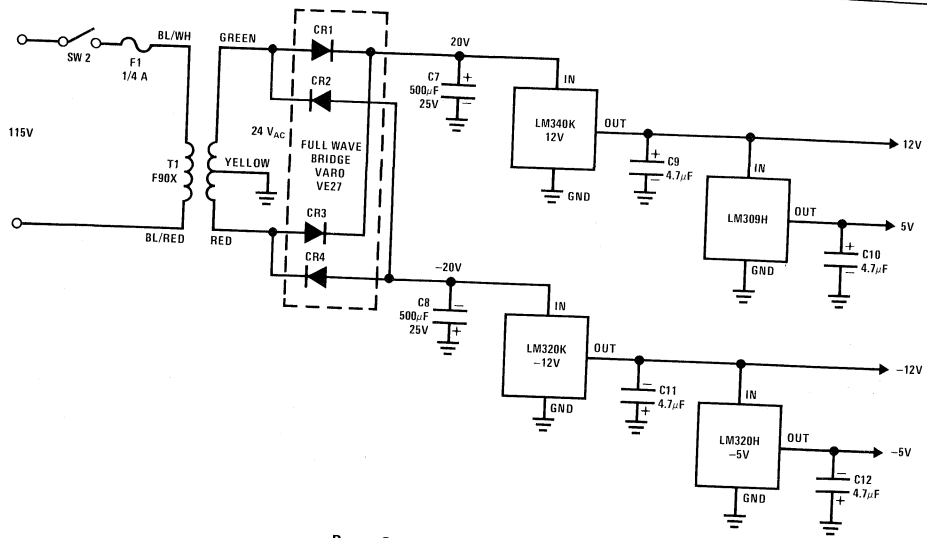 BL/WH
GREEN
CR1
20V
SW 2
F1
1/4 A
CR2
C7
500μF
25V
+
−
IN
LM340K
12V
OUT
12V
115V
24 VAC
FULL WAVE
BRIDGE
VARO
VE27
T1
F90X
YELLOW
GND
C9
4.7μF
+
−
IN
LM309H
OUT
5V
BL/RED
RED
CR3
CR4
GND
C10
4.7μF
+
−
−20V
C8
500μF
25V
−
+
IN
LM320K
−12V
OUT
−12V
GND
C11
4.7μF
−
+
IN
LM320H
−5V
OUT
−5V
GND
C12
4.7μF
−
+